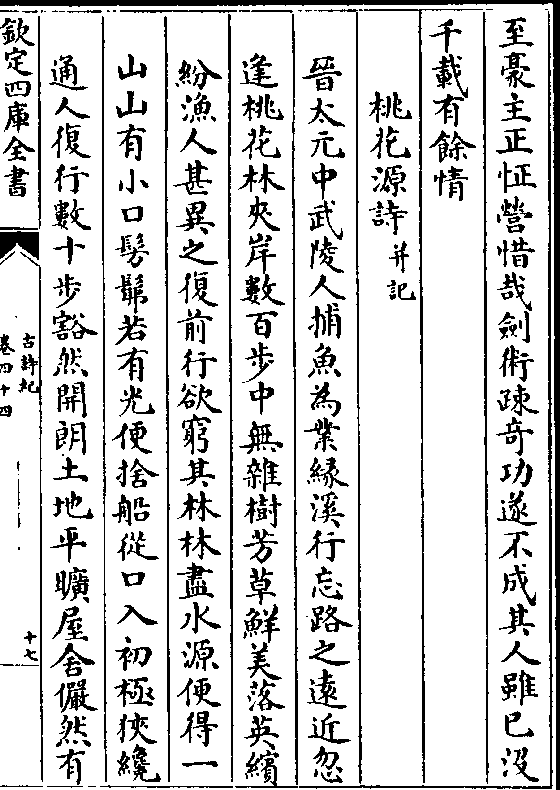 至豪主正怔營惜哉劍術踈奇功遂不成其人雖已沒
千載有餘情
桃花源詩并記
晉太元中武陵人捕魚為業緣溪行忘路之遠近忽
逢桃花林夾岸數百步中無雜樹芳草鮮美落英繽
紛漁人甚異之復前行欲窮其林林盡水源便得一
山山有小口髣髴若有光便捨船從口入初極狹纔
通人復行數十步豁然開朗土地平曠屋舍儼然有
欽定四庫全書
古詩紀
卷四十四
十七